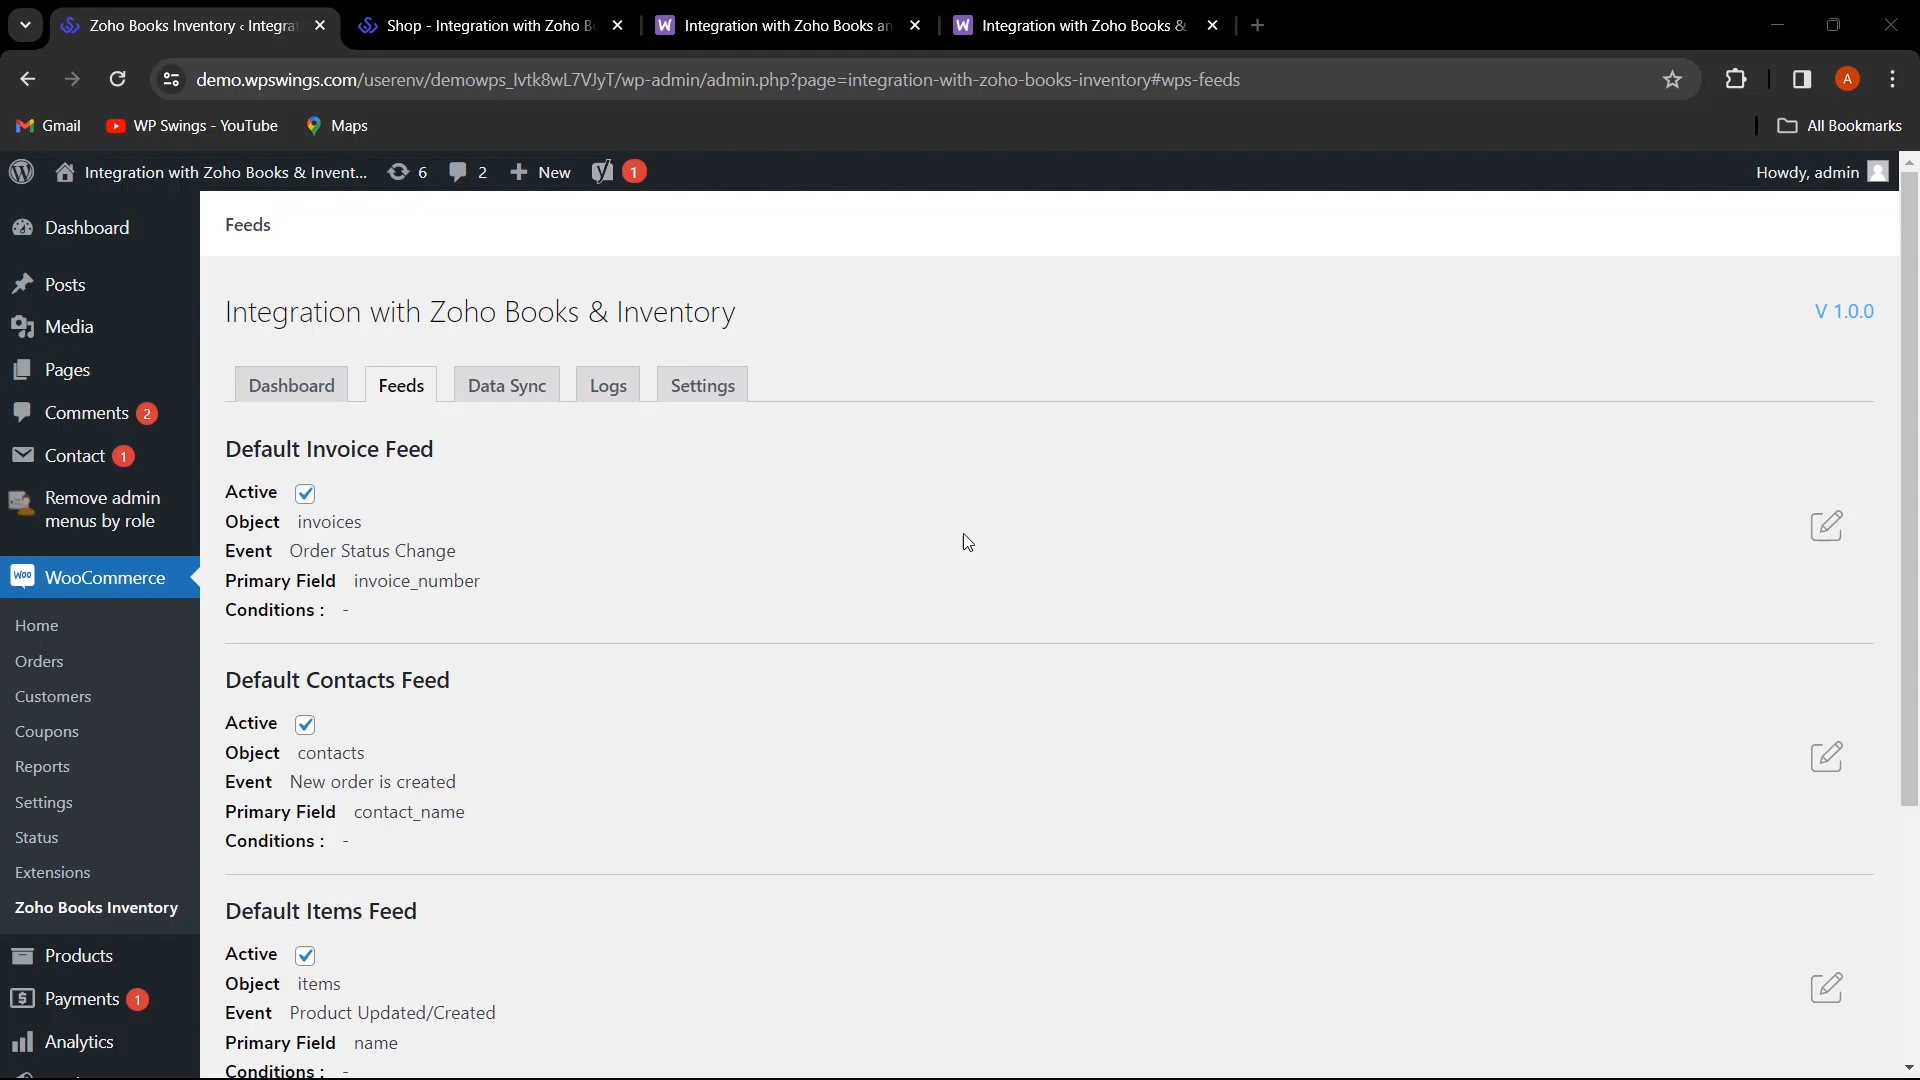 Zoho Books Inventory ‹ Integra
Shop - Integration with Zoho B
Integration with Zoho Books an
Integration with Zoho Books &
demo.wpswings.com/userenv/demowps_lvtk8wL7VJyT/wp-admin/admin.php?page=integration-with-zoho-books-inventory#wps-feeds
A
Gmail
WP Swings - YouTube
Maps
All Bookmarks
Integration with Zoho Books & Invent...
6
2
New
1
Howdy, admin
Dashboard
Posts
Media
Pages
Comments 2
Contact 1
Remove admin
menus by role
Woo WooCommerce
Home
Orders
Customers
Coupons
Reports
Settings
Status
Extensions
Zoho Books Inventory
Products
Payments 1
Analytics
Feeds
Integration with Zoho Books & Inventory
V 1.0.0
Dashboard
Feeds
Data Sync
Logs
Settings
Default Invoice Feed
Active
Object invoices
Event Order Status Change
Primary Field invoice_number
Conditions : -
Default Contacts Feed
Active
Object contacts
Event New order is created
Primary Field contact_name
Conditions : -
Default Items Feed
Active
Object items
Event Product Updated/Created
Primary Field name
Conditions : -